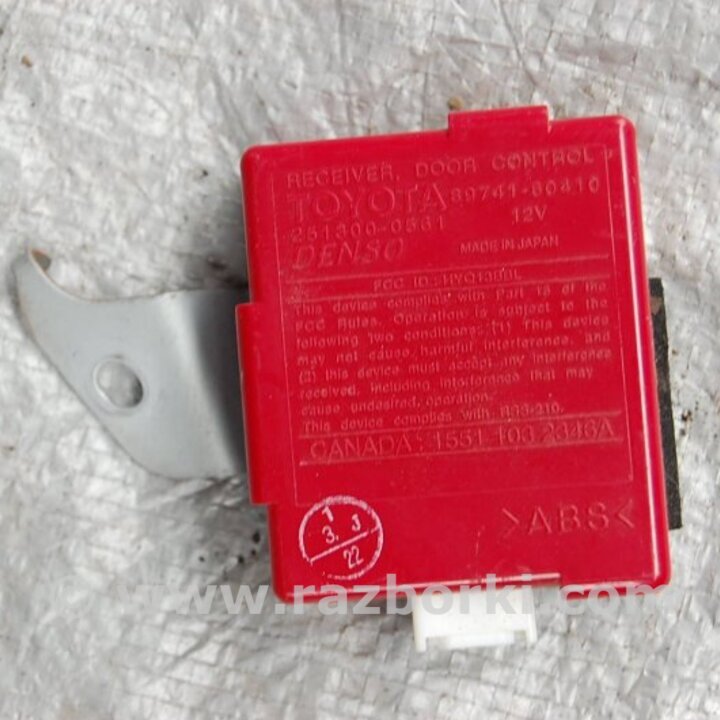 RECEIVER, DOOR CONTROL
TOYOTA 89741-60410
251300-0561 12V
DENSO MADE IN JAPAN
FCC ID:
This device complies with Part 15 of the
FCC Rules. Operation is subject to the
following two conditions: (1) This device
may not cause harmful interference, and
(2) this device must accept any interference
received, including interference that may
cause undesired, operation.
This device complies with RSS-210.
CANADA: 1551 103 2346A
>ABS<
1
3. J
22
www.razborki.com